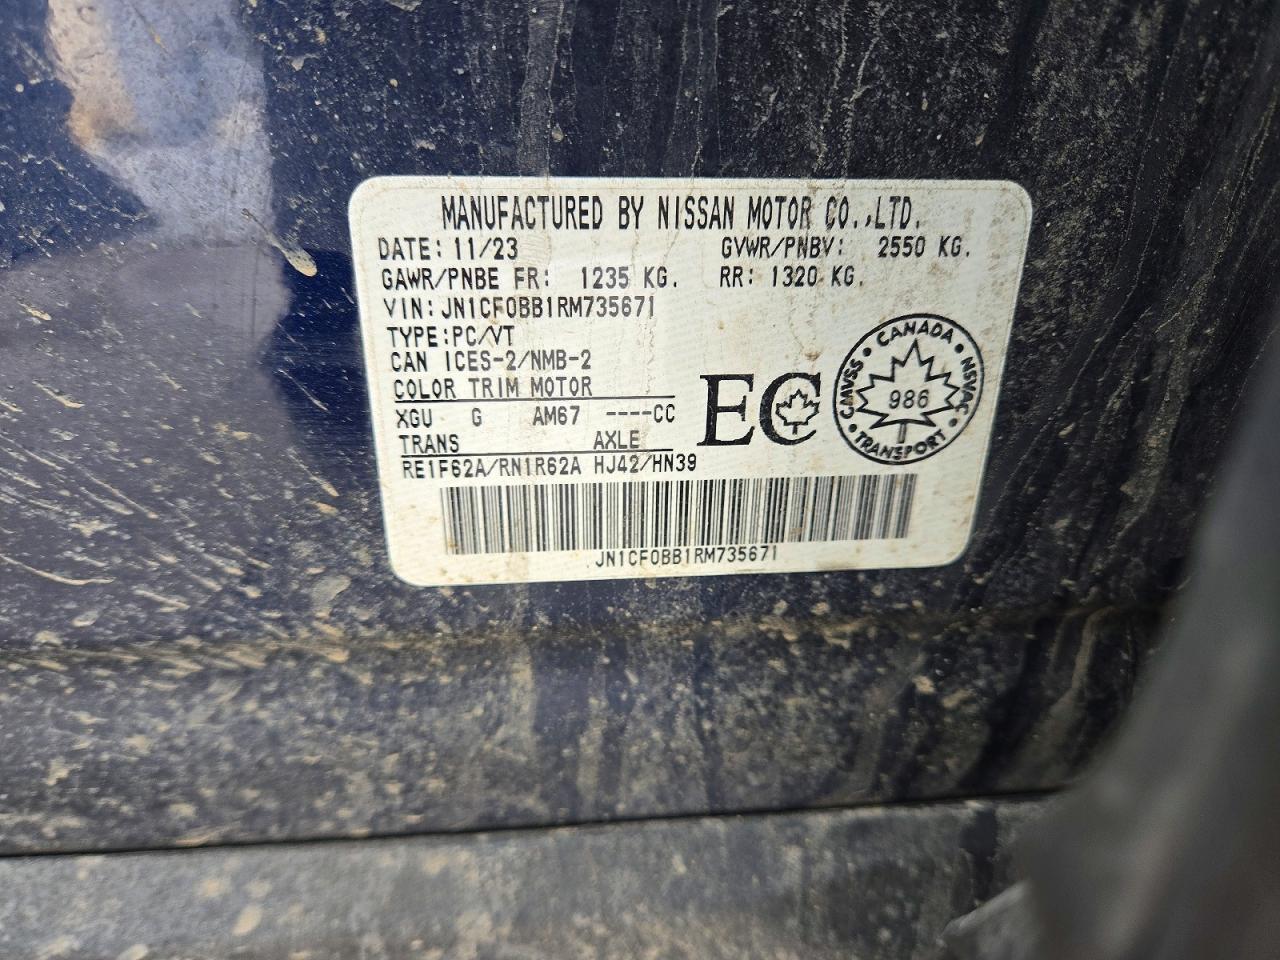 MANUFACTURED BY NISSAN MOTOR CO.,LTD.
DATE: 11/23 GVWR/PNBV: 2550 KG.
GAWR/PNBE FR: 1235 KG. RR: 1320 KG.
VIN: JN1CF0BB1RM735671
TYPE: PC/VT
CAN ICES-2/NMB-2
COLOR TRIM MOTOR
XGU G AM67 ----CC
TRANS AXLE
RE1F62A/RN1R62A HJ42/HN39
EC
CANADA
CMVSS • NSVAC
986
TRANSPORT
JN1CF0BB1RM735671